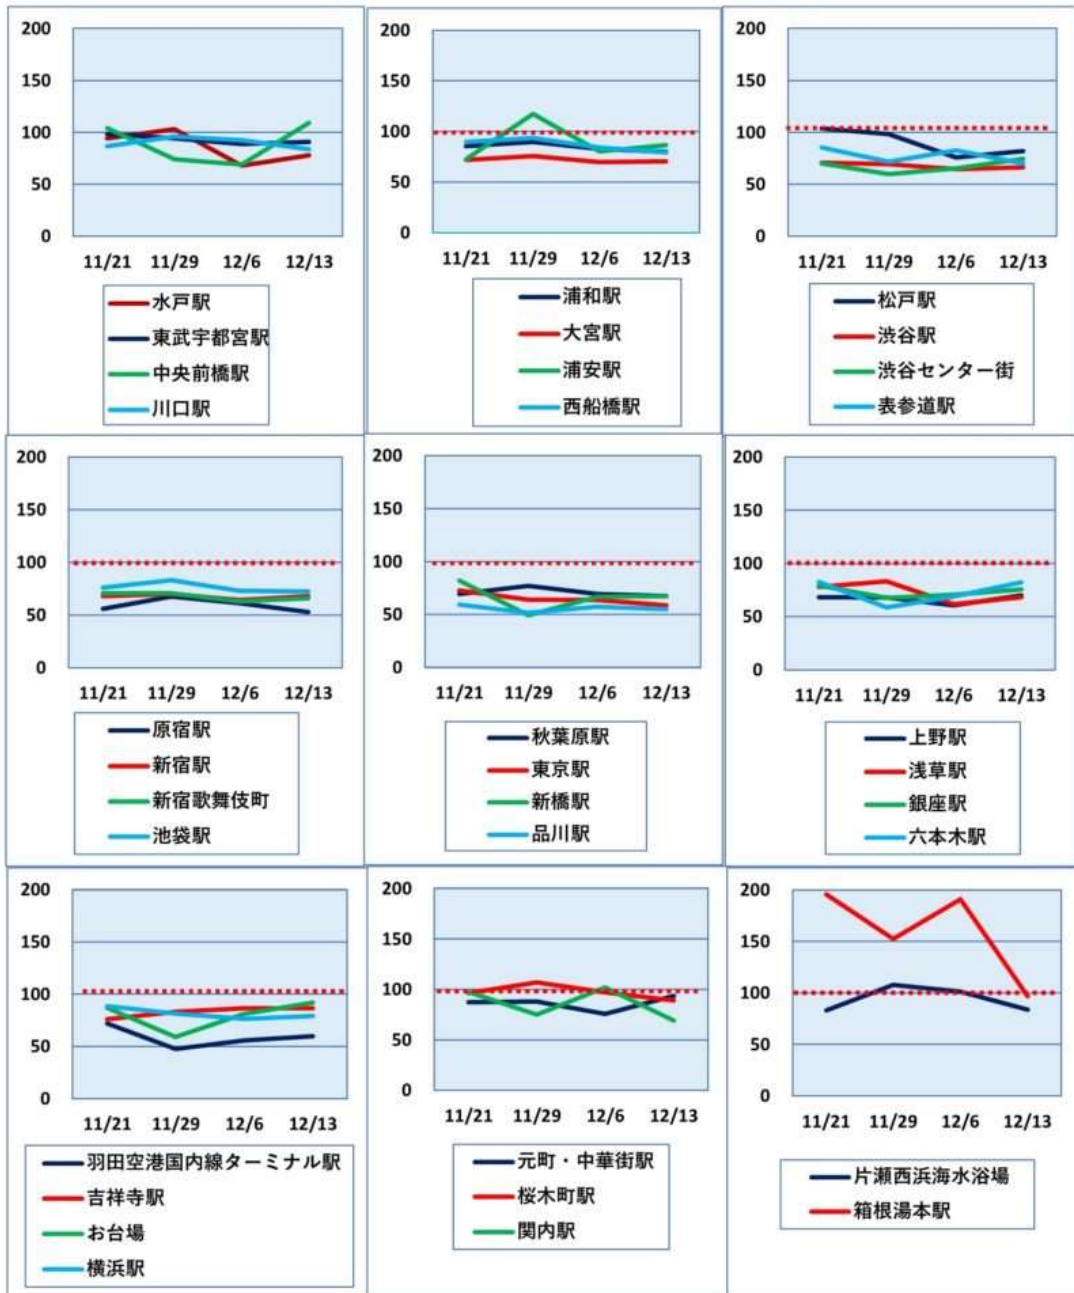 200
150
100
50
0
11/21 11/29 12/6 12/13
水戸駅
東武宇都宮駅
中央前橋駅
川口駅
200
150
100
50
0
11/21 11/29 12/6 12/13
浦和駅
大宮駅
浦安駅
西船橋駅
200
150
100
50
0
11/21 11/29 12/6 12/13
松戸駅
渋谷駅
渋谷センター街
表参道駅
200
150
100
50
0
11/21 11/29 12/6 12/13
原宿駅
新宿駅
新宿歌舞伎町
池袋駅
200
150
100
50
0
11/21 11/29 12/6 12/13
秋葉原駅
東京駅
新橋駅
品川駅
200
150
100
50
0
11/21 11/29 12/6 12/13
上野駅
浅草駅
銀座駅
六本木駅
200
150
100
50
0
11/21 11/29 12/6 12/13
羽田空港国内線ターミナル駅
吉祥寺駅
お台場
横浜駅
200
150
100
50
0
11/21 11/29 12/6 12/13
元町・中華街駅
桜木町駅
関内駅
200
150
100
50
0
11/21 11/29 12/6 12/13
片瀬西浜海水浴場
箱根湯本駅